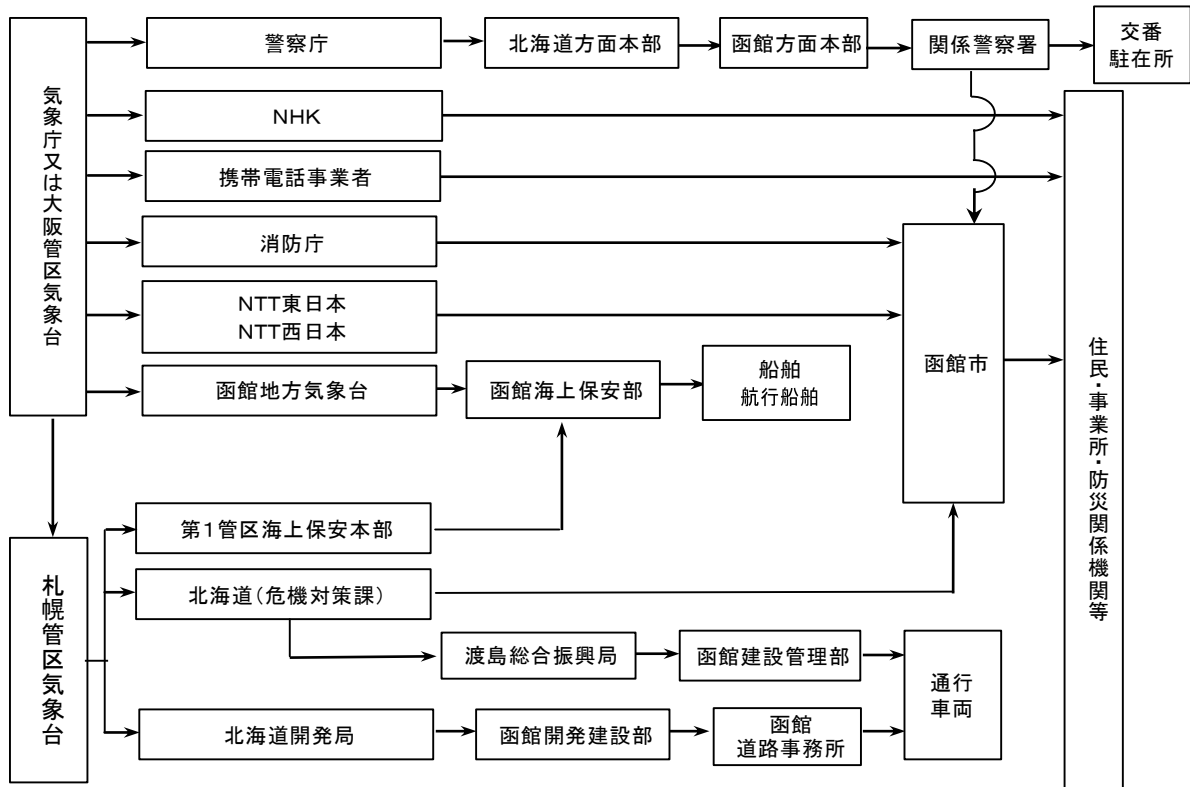 気象庁又は大阪管区気象台
警察庁
北海道方面本部
函館方面本部
関係警察署
交番
駐在所
NHK
携帯電話事業者
消防庁
NTT東日本
NTT西日本
函館地方気象台
函館海上保安部
船舶
航行船舶
函館市
住民・事業所・防災関係機関等
札幌管区気象台
第1管区海上保安本部
北海道(危機対策課)
渡島総合振興局
函館建設管理部
通行
車両
北海道開発局
函館開発建設部
函館
道路事務所